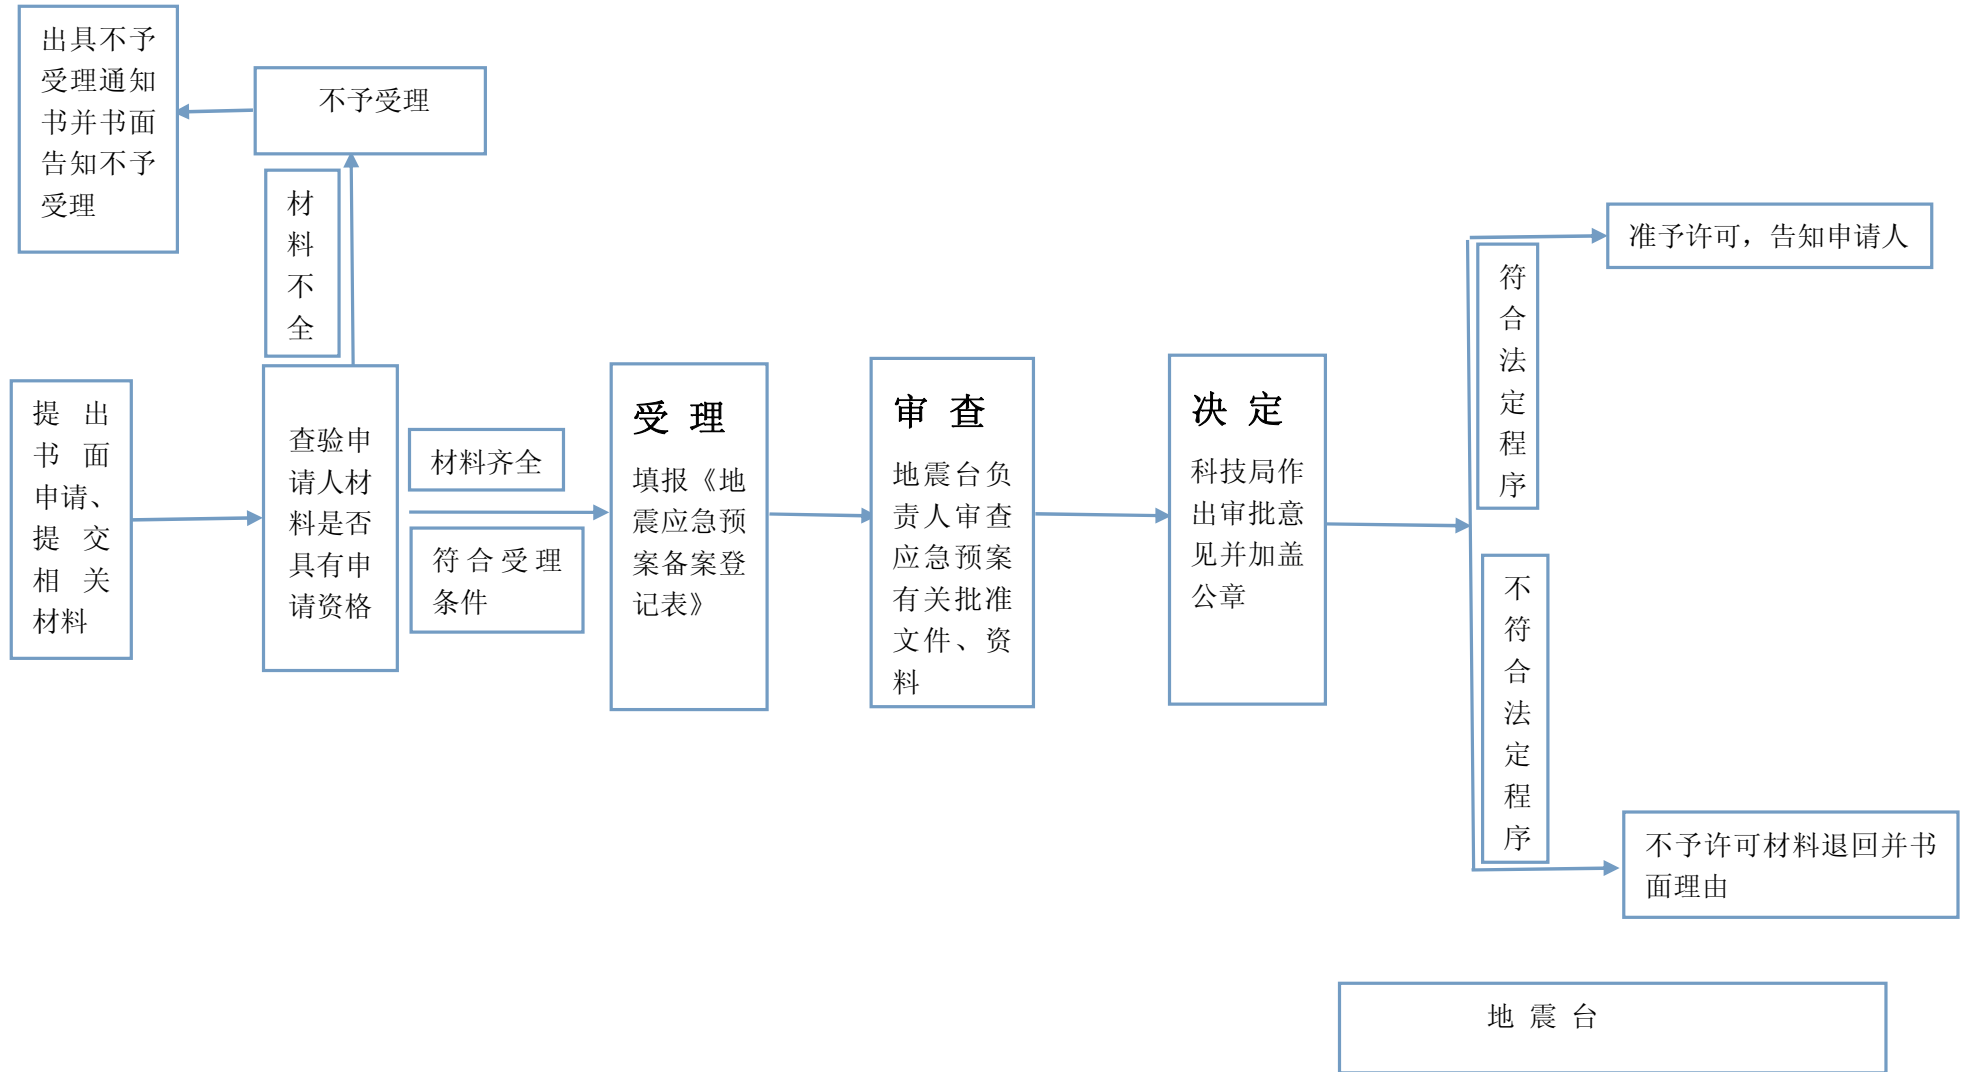 出具不予
受理通知
书并书面
告知不予
受理
不予受理
材
料
不
全
提 出
书 面
申请、
提 交
相 关
材料
查验申
请人材
料是否
具有申
请资格
材料齐全
符合受理
条件
受 理
填报《地
震应急预
案备案登
记表》
审 查
地震台负
责人审查
应急预案
有关批准
文件、资
料
决 定
科技局作
出审批意
见并加盖
公章
符
合
法
定
程
序
准予许可，告知申请人
不
符
合
法
定
程
序
不予许可材料退回并书
面理由
地 震 台